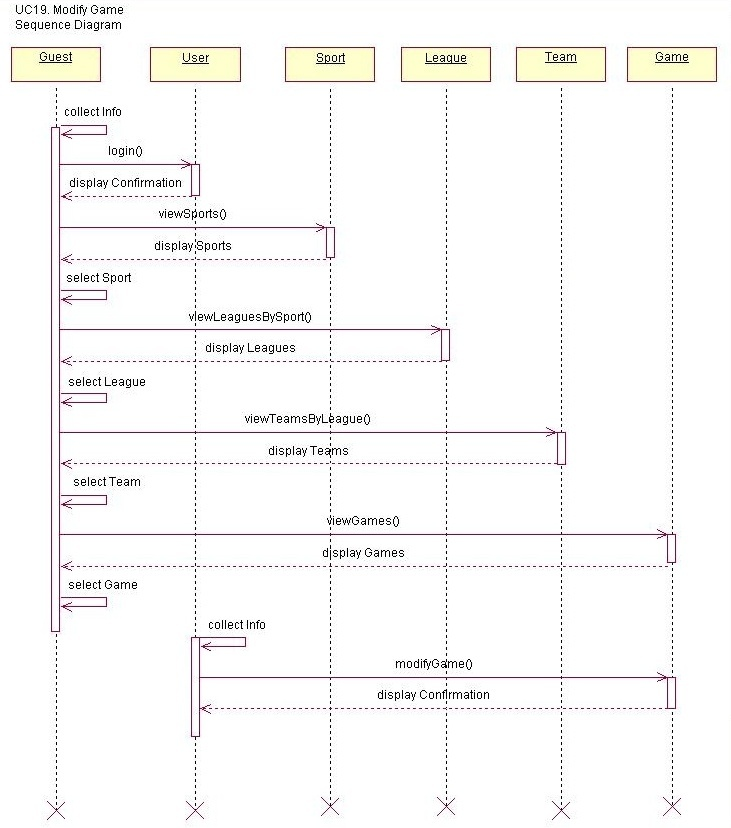 UC19. Modify Game
Sequence Diagram
Guest
User
Sport
League
Team
Game
collect Info
login()
display Confirmation
viewSports()
display Sports
select Sport
viewLeaguesBySport()
display Leagues
select League
viewTeamsByLeague()
display Teams
select Team
viewGames()
display Games
select Game
collect Info
modifyGame()
display Confirmation